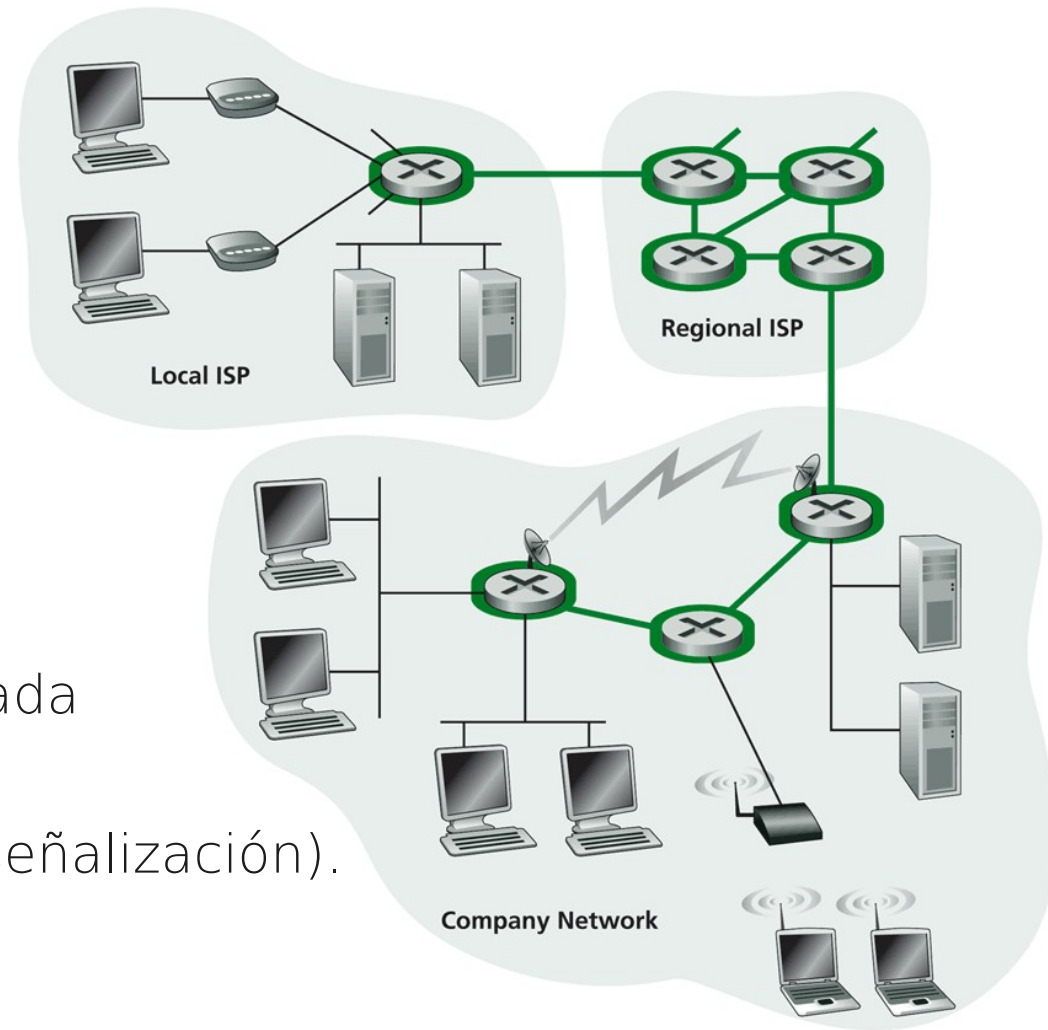 Local ISP
Regional ISP
ada
eñalización).
Company Network